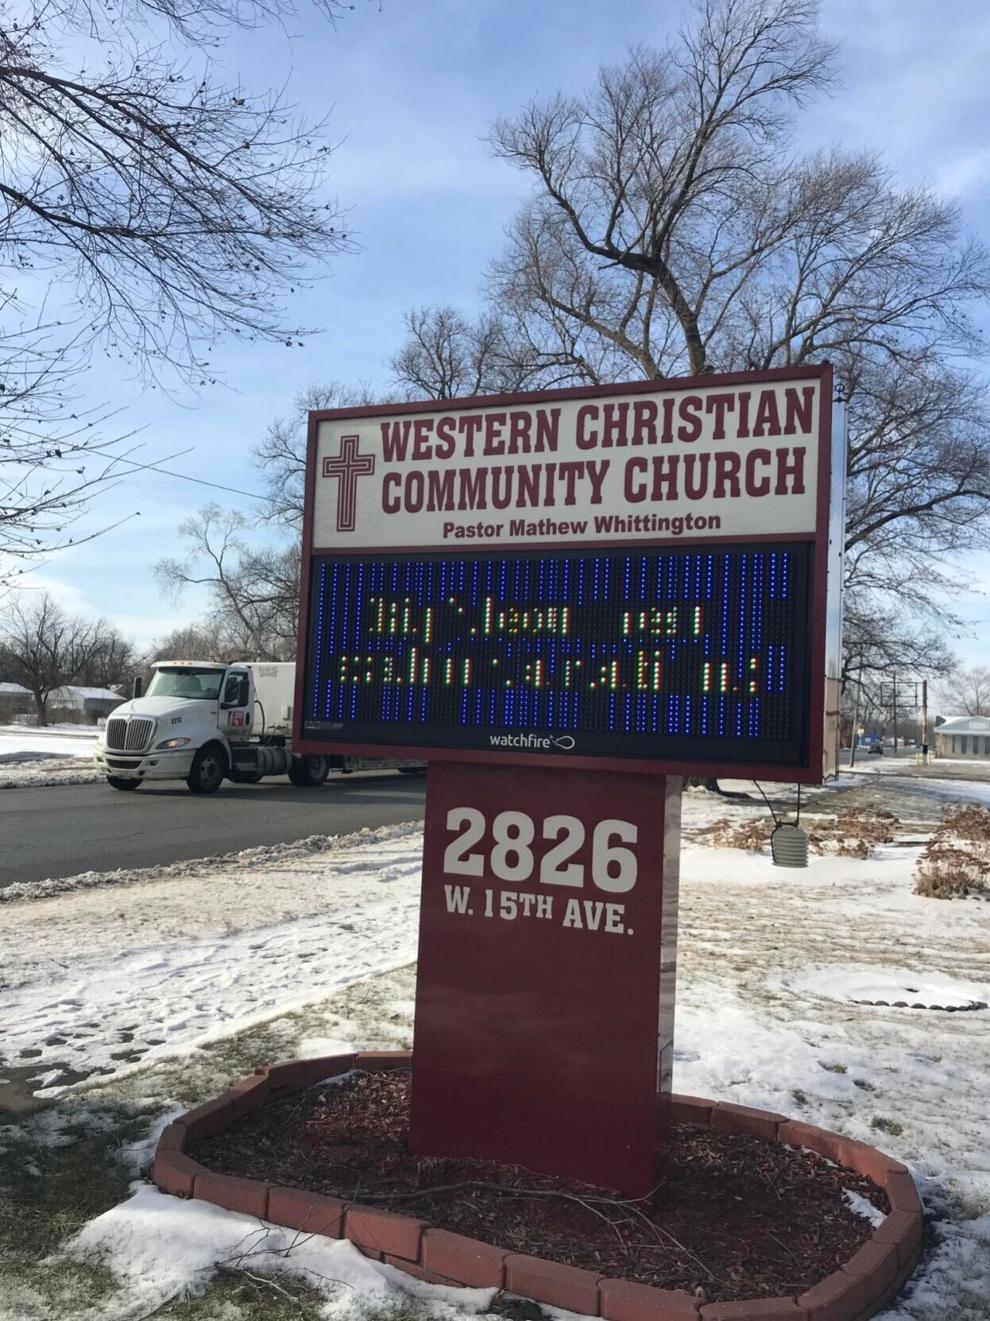 WESTERN CHRISTIAN
COMMUNITY CHURCH
Pastor Mathew Whittington
watchfire
2826
W. 15TH AVE.